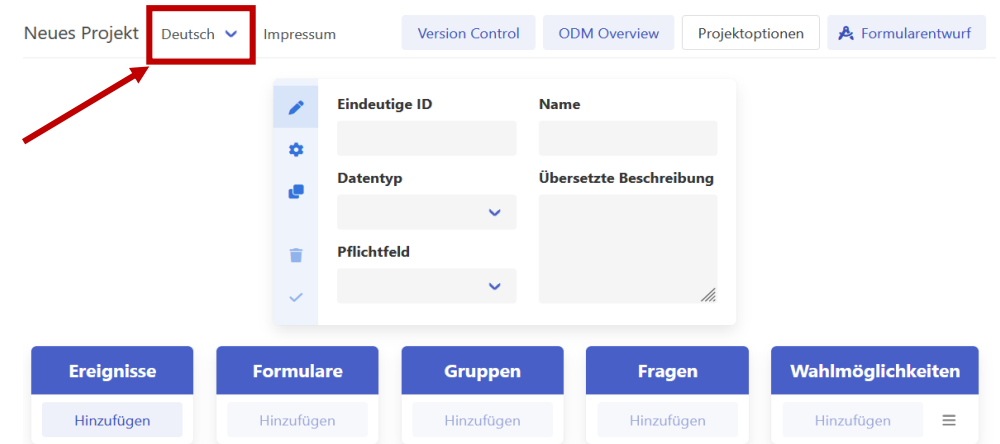 Neues Projekt Deutsch Impressum Version Control ODM Overview Projektoptionen Formularentwurf
Eindeutige ID Name
Datentyp Übersetzte Beschreibung
Pflichtfeld
Ereignisse Formulare Gruppen Fragen Wahlmöglichkeiten
Hinzufügen Hinzufügen Hinzufügen Hinzufügen Hinzufügen